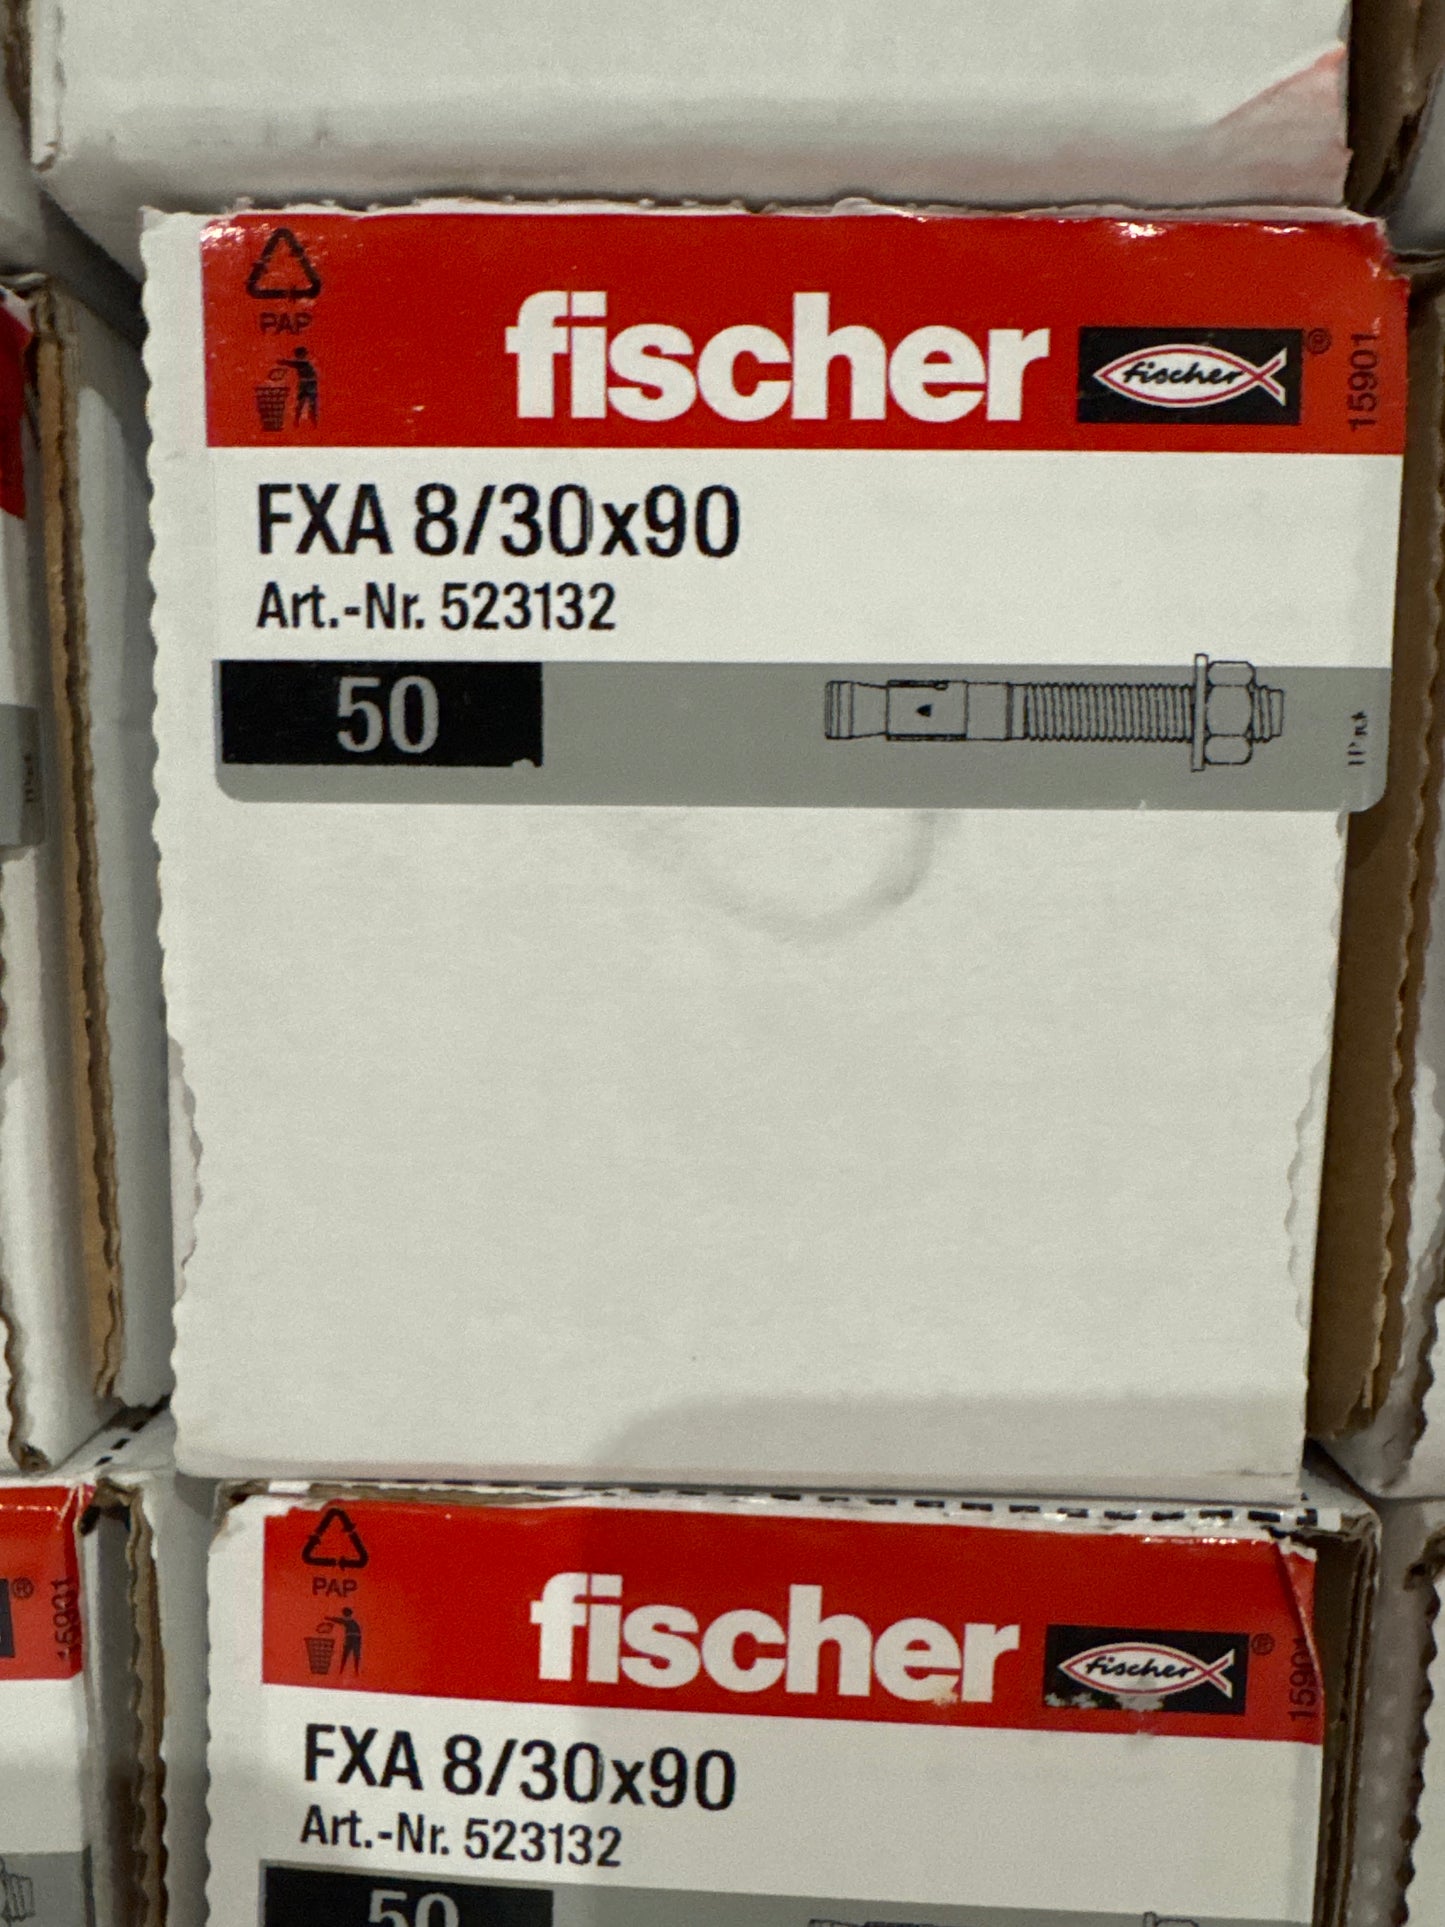 PAP
fischer
fischer®
15901
FXA 8/30x90
Art.-Nr. 523132
50
PAP
fischer
fischer®
FXA 8/30x90
Art.-Nr. 523132
50
®
15901